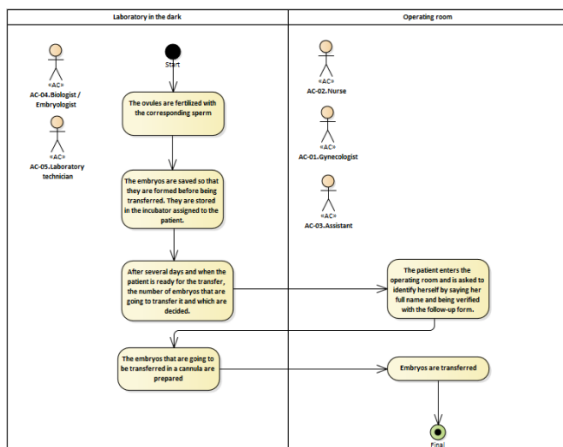 Laboratory in the dark
Operating room
«AC»
AC-04.Biologist /
Embryologist
«AC»
AC-05.Laboratory
technician
Start
The ovules are fertilized with
the corresponding sperm
The embryos are saved so that
they are formed before being
transferred. They are stored
in the incubator assigned to the
patient.
After several days and when the
patient is ready for the transfer,
the number of embryos that are
going to transfer it and which are
decided.
The embryos that are going to
be transferred in a cannula are
prepared
«AC»
AC-02.Nurse
«AC»
AC-01.Gynecologist
«AC»
AC-03.Assistant
The patient enters the
operating room and is asked to
identify herself by saying her
full name and being verified
with the follow-up form.
Embryos are transferred
Final